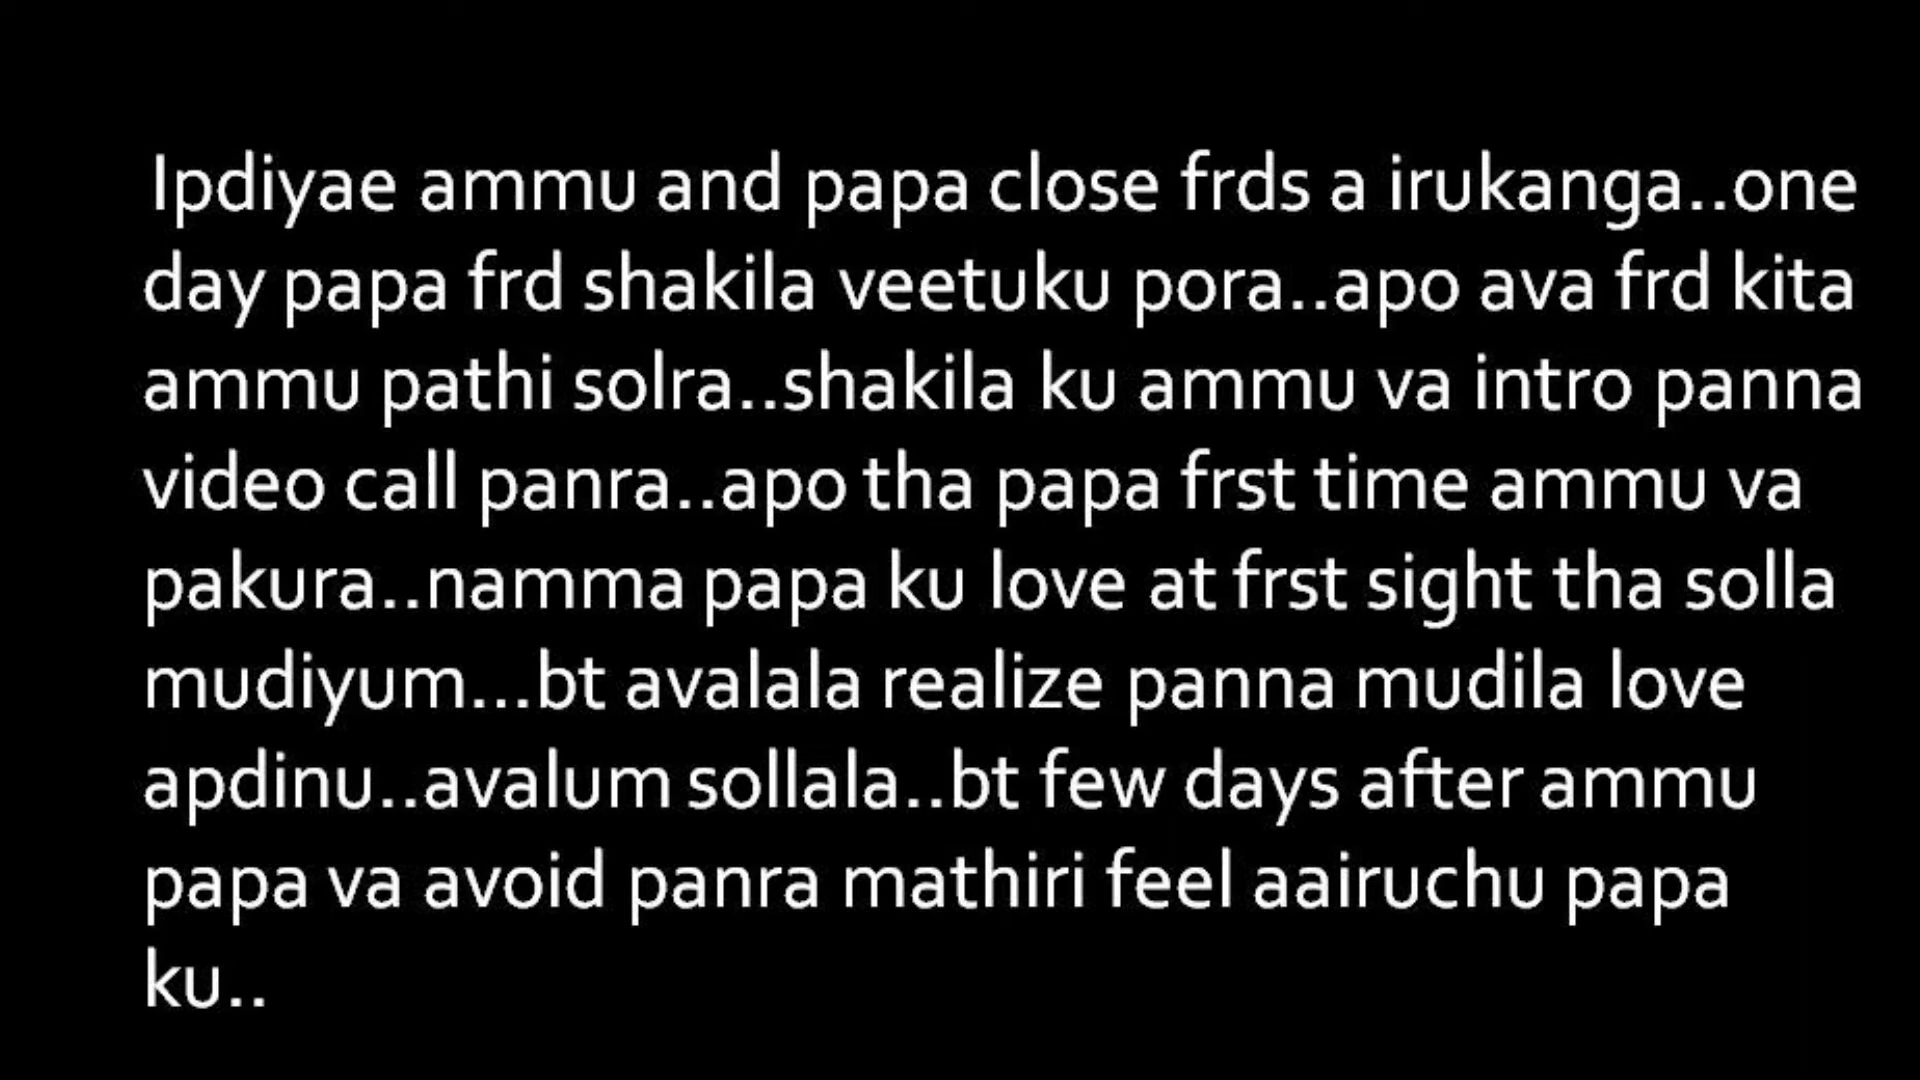 Ipdiyae ammu and papa close frds a irukanga..one
day papa frd shakila veetuku pora..apo ava frd kita
ammu pathi solra..shakila ku ammu va intro panna
video call panra..apo tha papa frst time ammu va
pakura..namma papa ku love at frst sight tha solla
mudiyum...bt avalala realize panna mudila love
apdinu..avalum sollala..bt few days after ammu
papa va avoid panra mathiri feel aairuchu papa
ku..